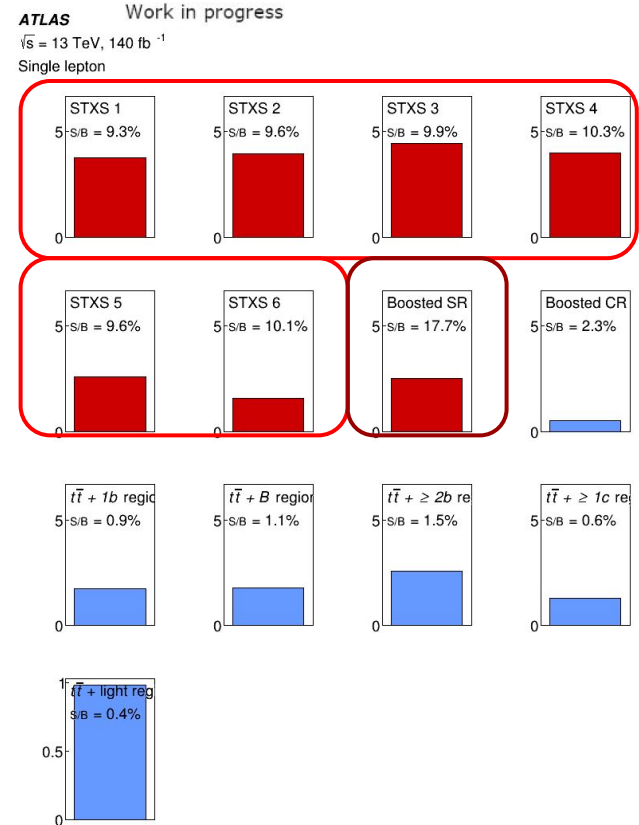 ATLAS Work in progress
√s = 13 TeV, 140 fb -1
Single lepton
STXS 1
5 S/B = 9.3%
0
STXS 2
5 S/B = 9.6%
0
STXS 3
5 S/B = 9.9%
0
STXS 4
5 S/B = 10.3%
0
STXS 5
5 S/B = 9.6%
0
STXS 6
5 S/B = 10.1%
0
Boosted SR
5 S/B = 17.7%
0
Boosted CR
5 S/B = 2.3%
0
tt̅ + 1b regio
5 S/B = 0.9%
0
tt̅ + B region
5 S/B = 1.1%
0
tt̅ + ≥ 2b re
5 S/B = 1.5%
0
tt̅ + ≥ 1c reg
5 S/B = 0.6%
0
1 tt̅ + light reg
S/B = 0.4%
0.5
0